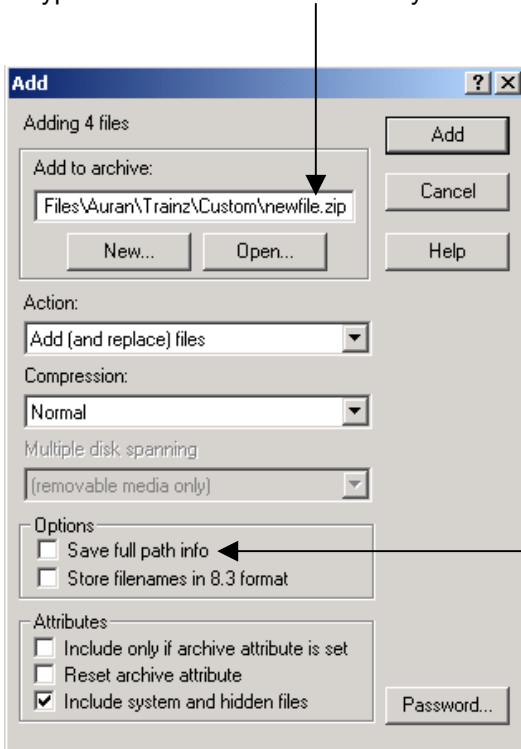 Add
Adding 4 files
Add to archive:
Files\Auran\Trainz\Custom\newfile.zip
New...
Open...
Add
Cancel
Help
Action:
Add (and replace) files
Compression:
Normal
Multiple disk spanning
(removable media only)
Options
Save full path info
Store filenames in 8.3 format
Attributes
Include only if archive attribute is set
Reset archive attribute
Include system and hidden files
Password...